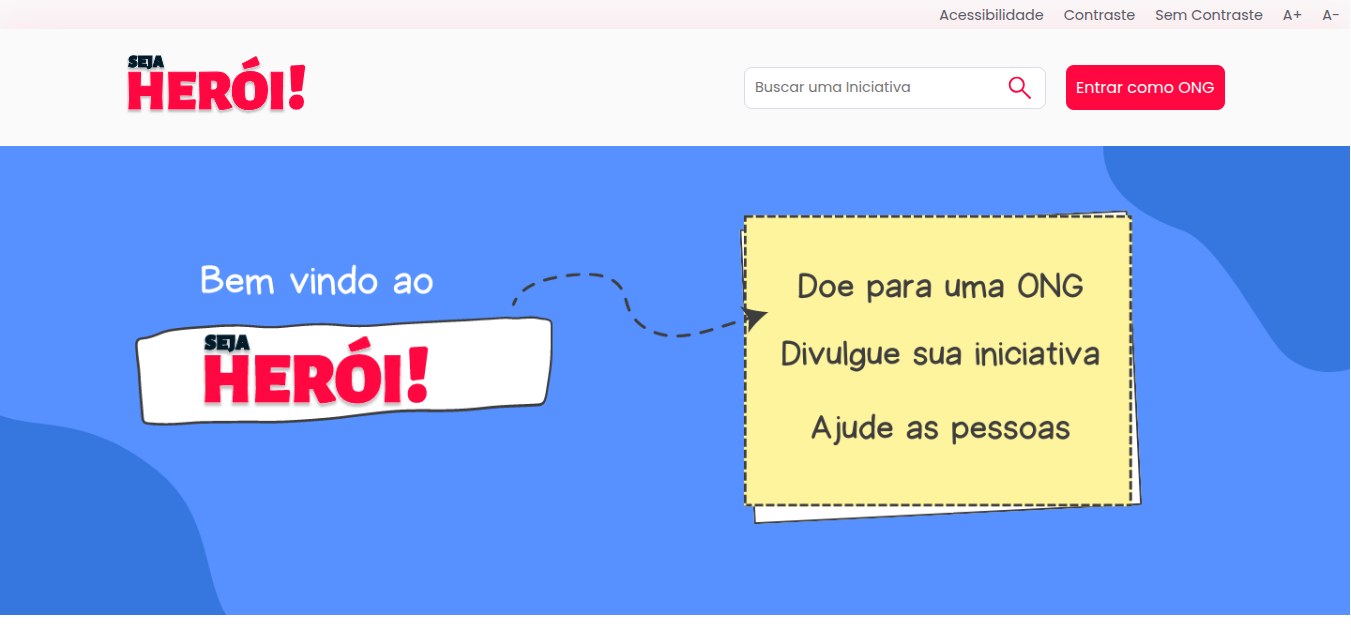 Acessibilidade Contraste Sem Contraste A+ A-
SEJA
HERÓI!
Buscar uma Iniciativa
Entrar como ONG
Bem vindo ao
SEJA
HERÓI!
Doe para uma ONG
Divulgue sua iniciativa
Ajude as pessoas